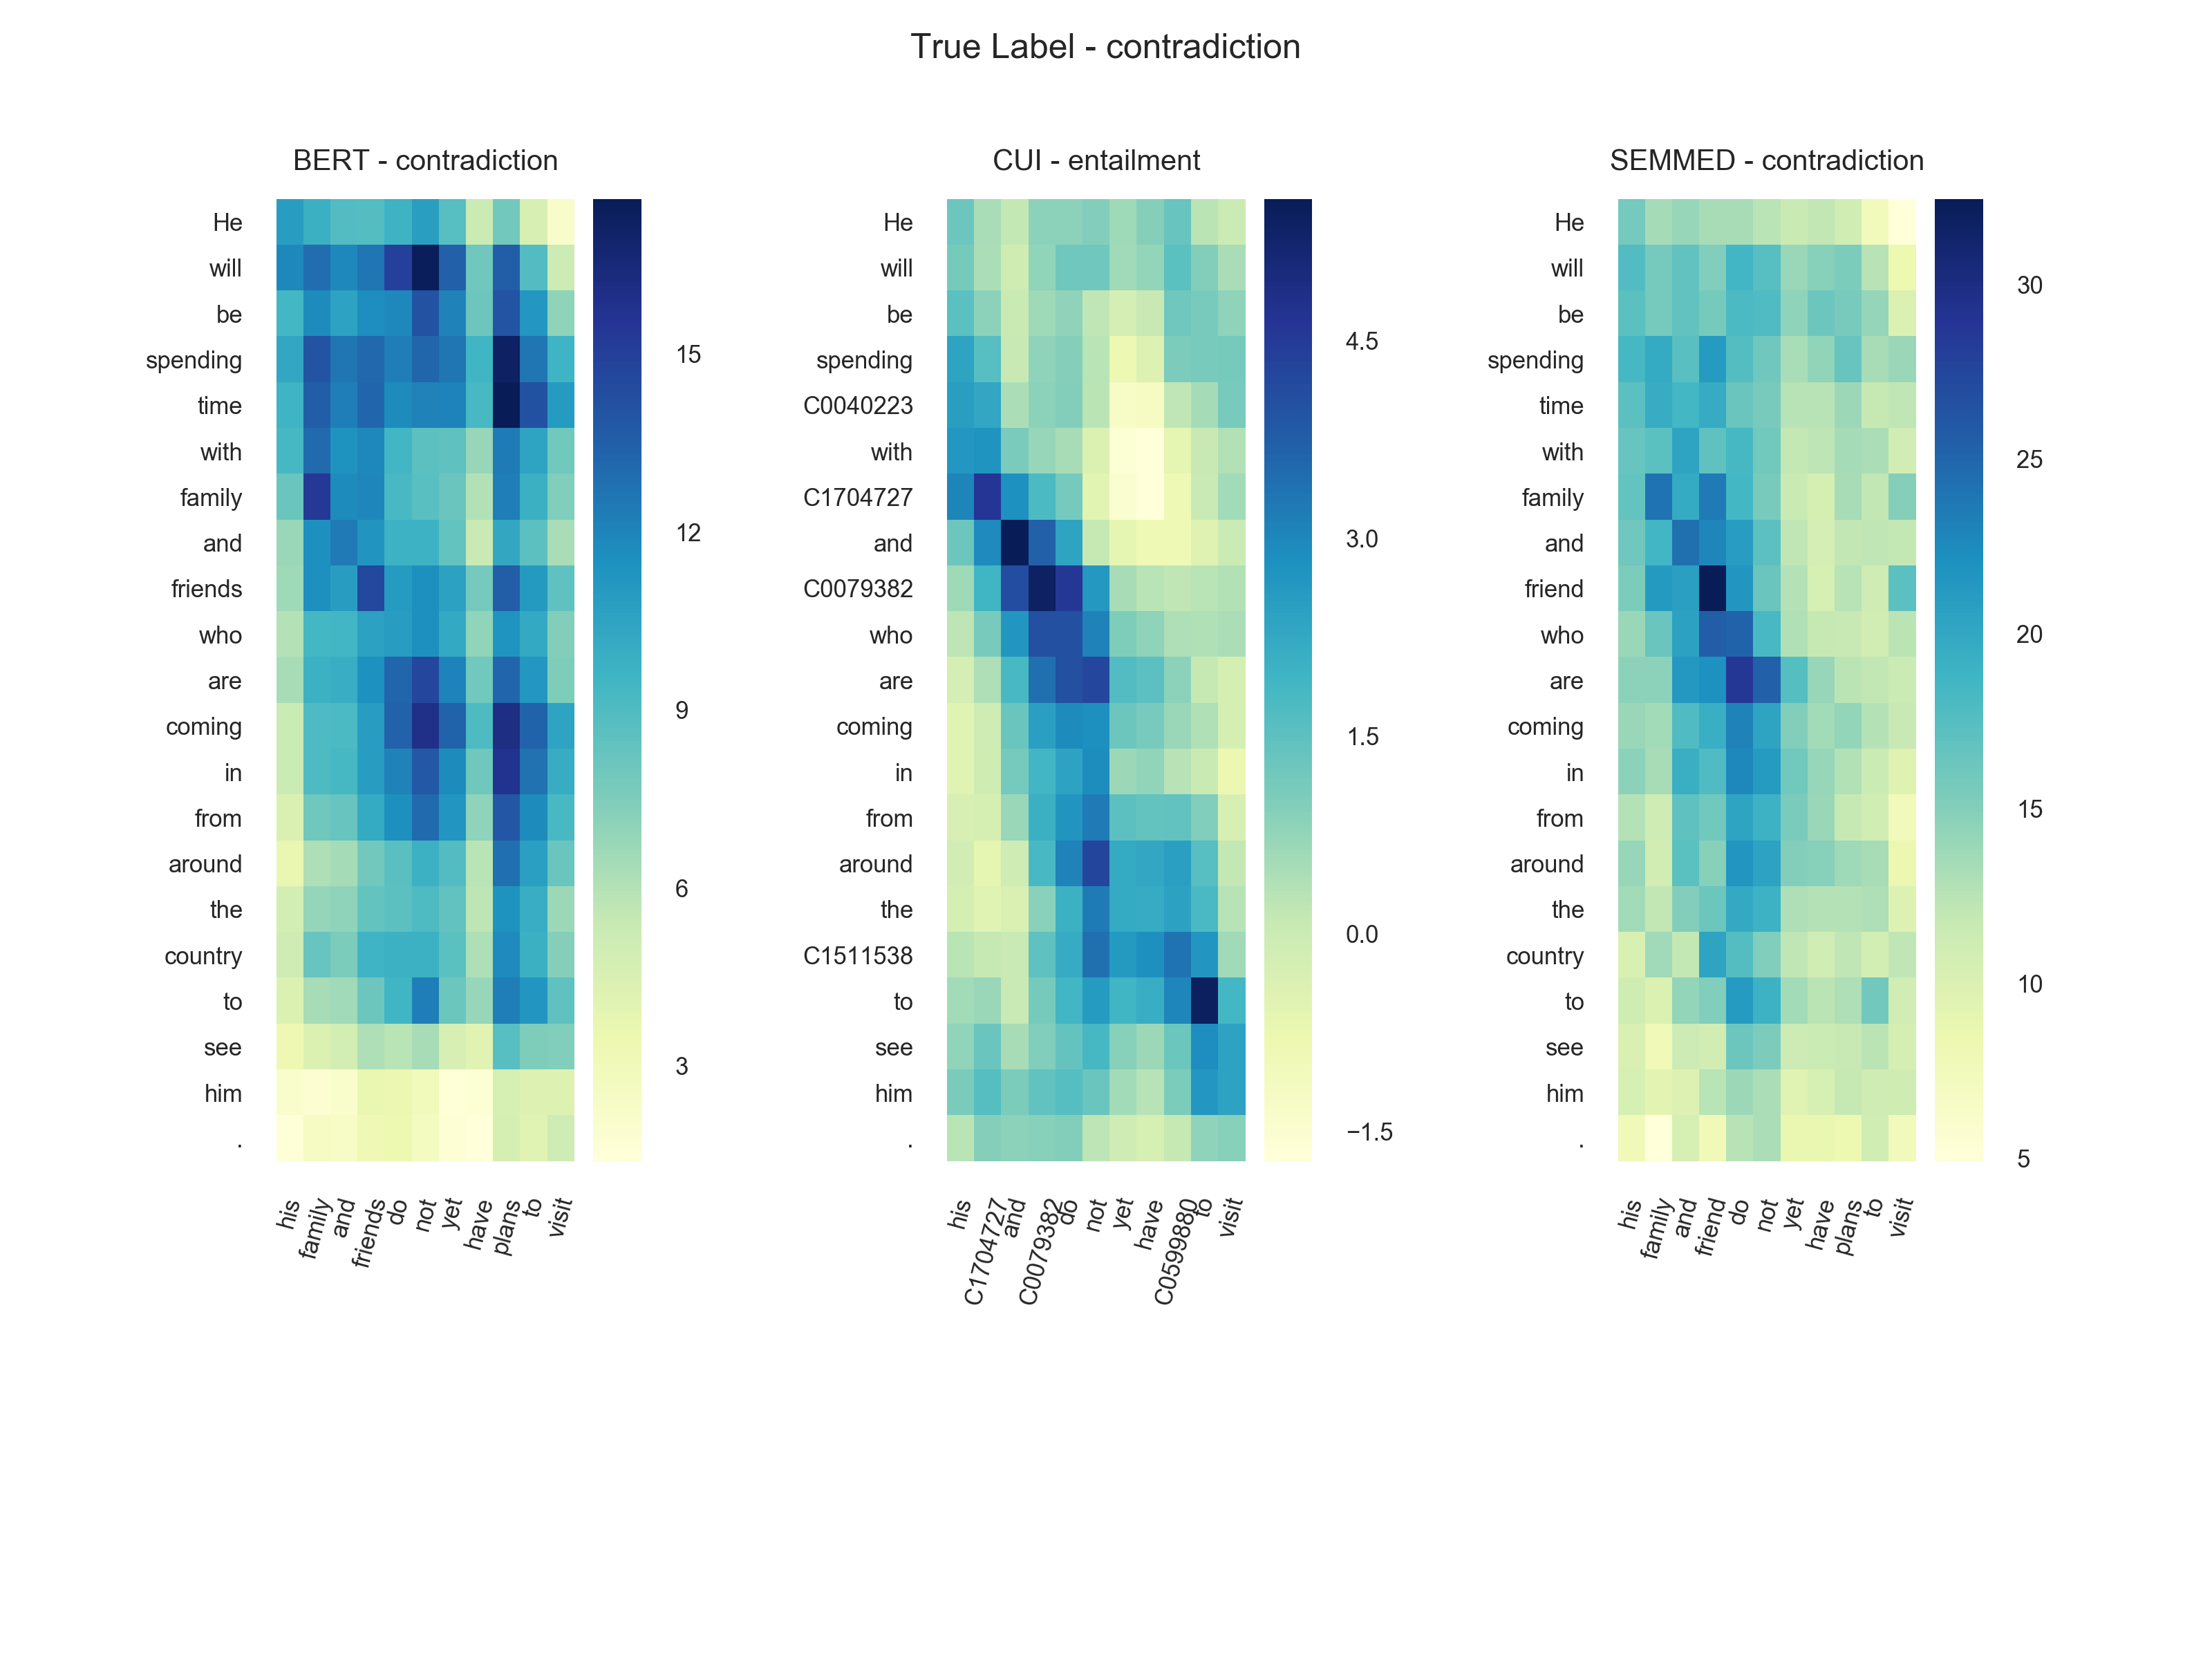 True Label - contradiction
BERT - contradiction
He
will
be
spending
time
with
family
and
friends
who
are
coming
in
from
around
the
country
to
see
him
.
his
family
and
friends
do
not
yet
have
plans
to
visit
15
12
9
6
3
CUI - entailment
He
will
be
spending
C0040223
with
C1704727
and
C0079382
who
are
coming
in
from
around
the
C1511538
to
see
him
.
his
C1704727
and
C0079382
do
not
yet
have
C0599880
to
visit
4.5
3.0
1.5
0.0
−1.5
SEMMED - contradiction
He
will
be
spending
time
with
family
and
friend
who
are
coming
in
from
around
the
country
to
see
him
.
his
family
and
friend
do
not
yet
have
plans
to
visit
30
25
20
15
10
5